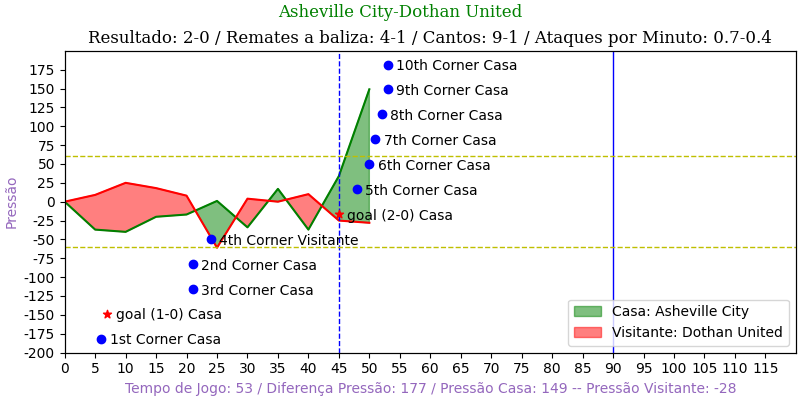 Asheville City-Dothan United
Resultado: 2-0 / Remates a baliza: 4-1 / Cantos: 9-1 / Ataques por Minuto: 0.7-0.4
Pressão
175
150
125
100
75
50
25
0
-25
-50
-75
-100
-125
-150
-175
-200
10th Corner Casa
9th Corner Casa
8th Corner Casa
7th Corner Casa
6th Corner Casa
5th Corner Casa
goal (2-0) Casa
4th Corner Visitante
2nd Corner Casa
3rd Corner Casa
goal (1-0) Casa
1st Corner Casa
Casa: Asheville City
Visitante: Dothan United
0 5 10 15 20 25 30 35 40 45 50 55 60 65 70 75 80 85 90 95 100 105 110 115
Tempo de Jogo: 53 / Diferença Pressão: 177 / Pressão Casa: 149 -- Pressão Visitante: -28